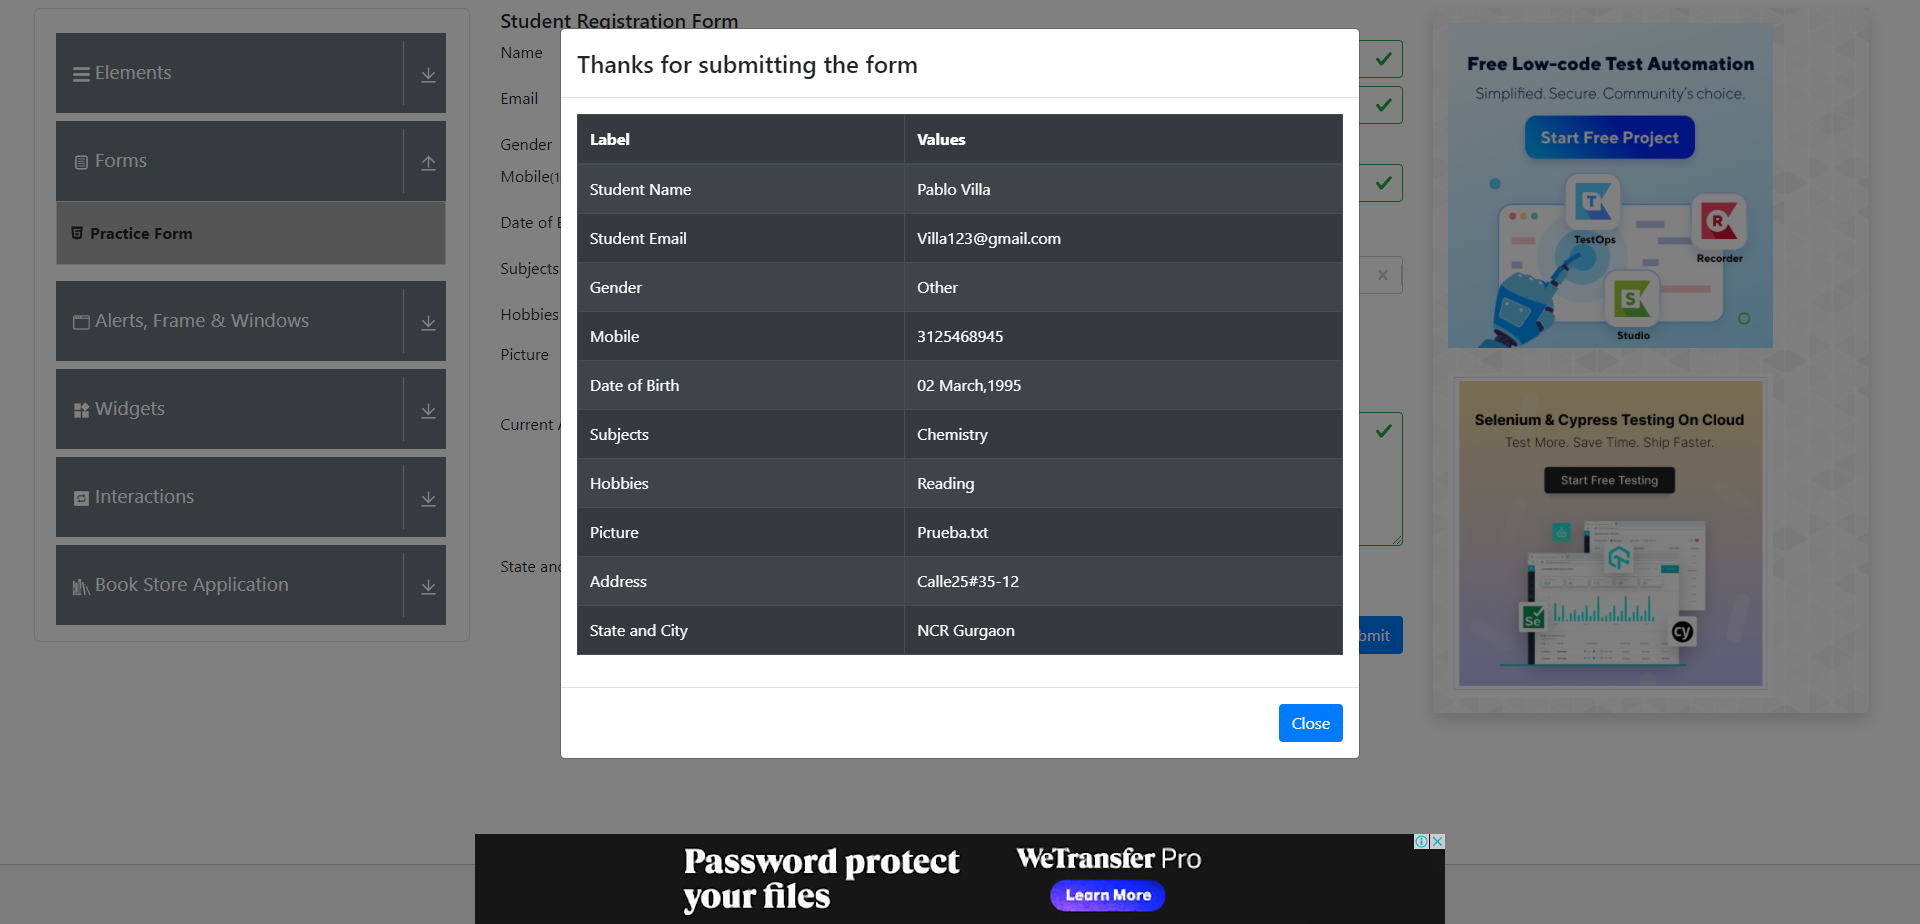 Elements
Forms
Practice Form
Alerts, Frame & Windows
Widgets
Interactions
Book Store Application
Student Registration Form
Name
Email
Gender
Mobile(1
Date of B
Subjects
Hobbies
Picture
Current A
State and
bmit
Thanks for submitting the form
Label Values
Student Name Pablo Villa
Student Email Villa123@gmail.com
Gender Other
Mobile 3125468945
Date of Birth 02 March,1995
Subjects Chemistry
Hobbies Reading
Picture Prueba.txt
Address Calle25#35-12
State and City NCR Gurgaon
Close
Free Low-code Test Automation
Simplified. Secure. Community's choice.
Start Free Project
T
TestOps
R
Recorder
S
Studio
Selenium & Cypress Testing On Cloud
Test More. Save Time. Ship Faster.
Start Free Testing
Se
cy
Password protect
your files
WeTransfer Pro
Learn More